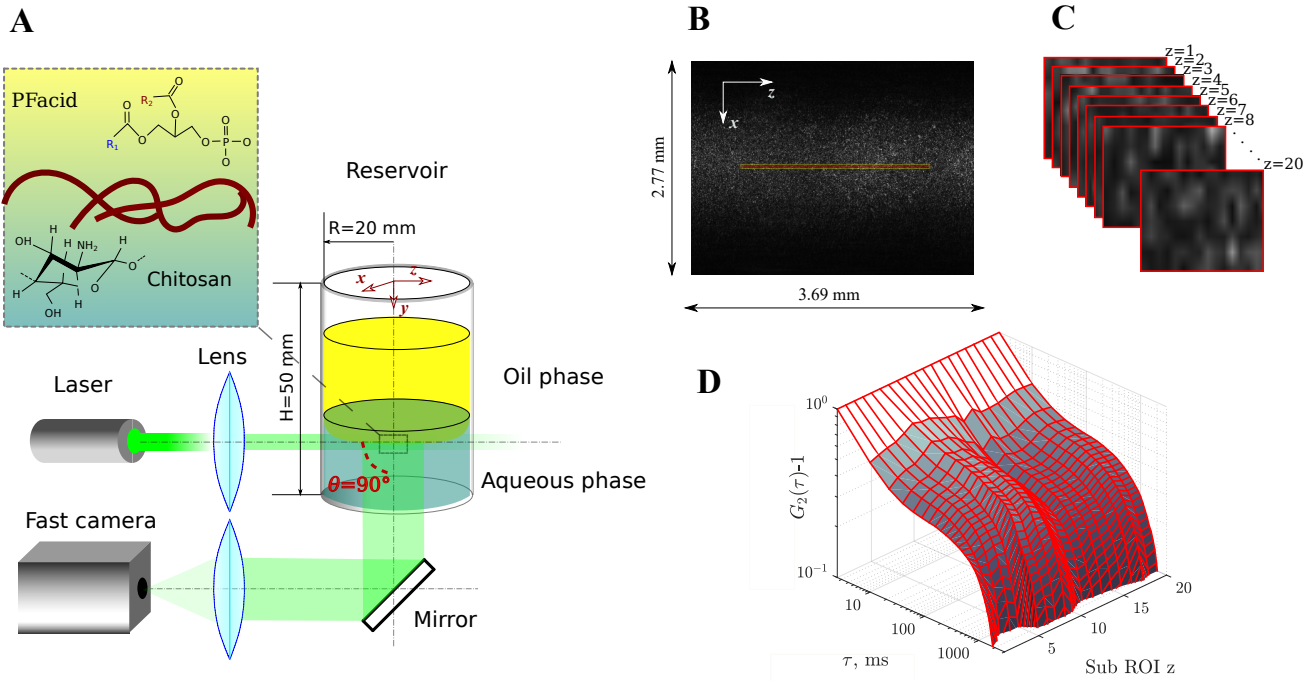 A
PFacid
O
R₂
O
O
R₁
O
O
P
O
O
O
OH
H
H
NH₂
H
O
O
H
H
OH
Chitosan
Reservoir
R=20 mm
x
z
y
H=50 mm
Lens
Laser
Oil phase
θ=90°
Aqueous phase
Fast camera
Mirror
B
z
x
2.77 mm
3.69 mm
C
z=1
z=2
z=3
z=4
z=5
z=6
z=7
z=8
z=20
D
10⁰
G₂(τ)-1
10⁻¹
10
100
1000
τ, ms
5
10
15
20
Sub ROI z